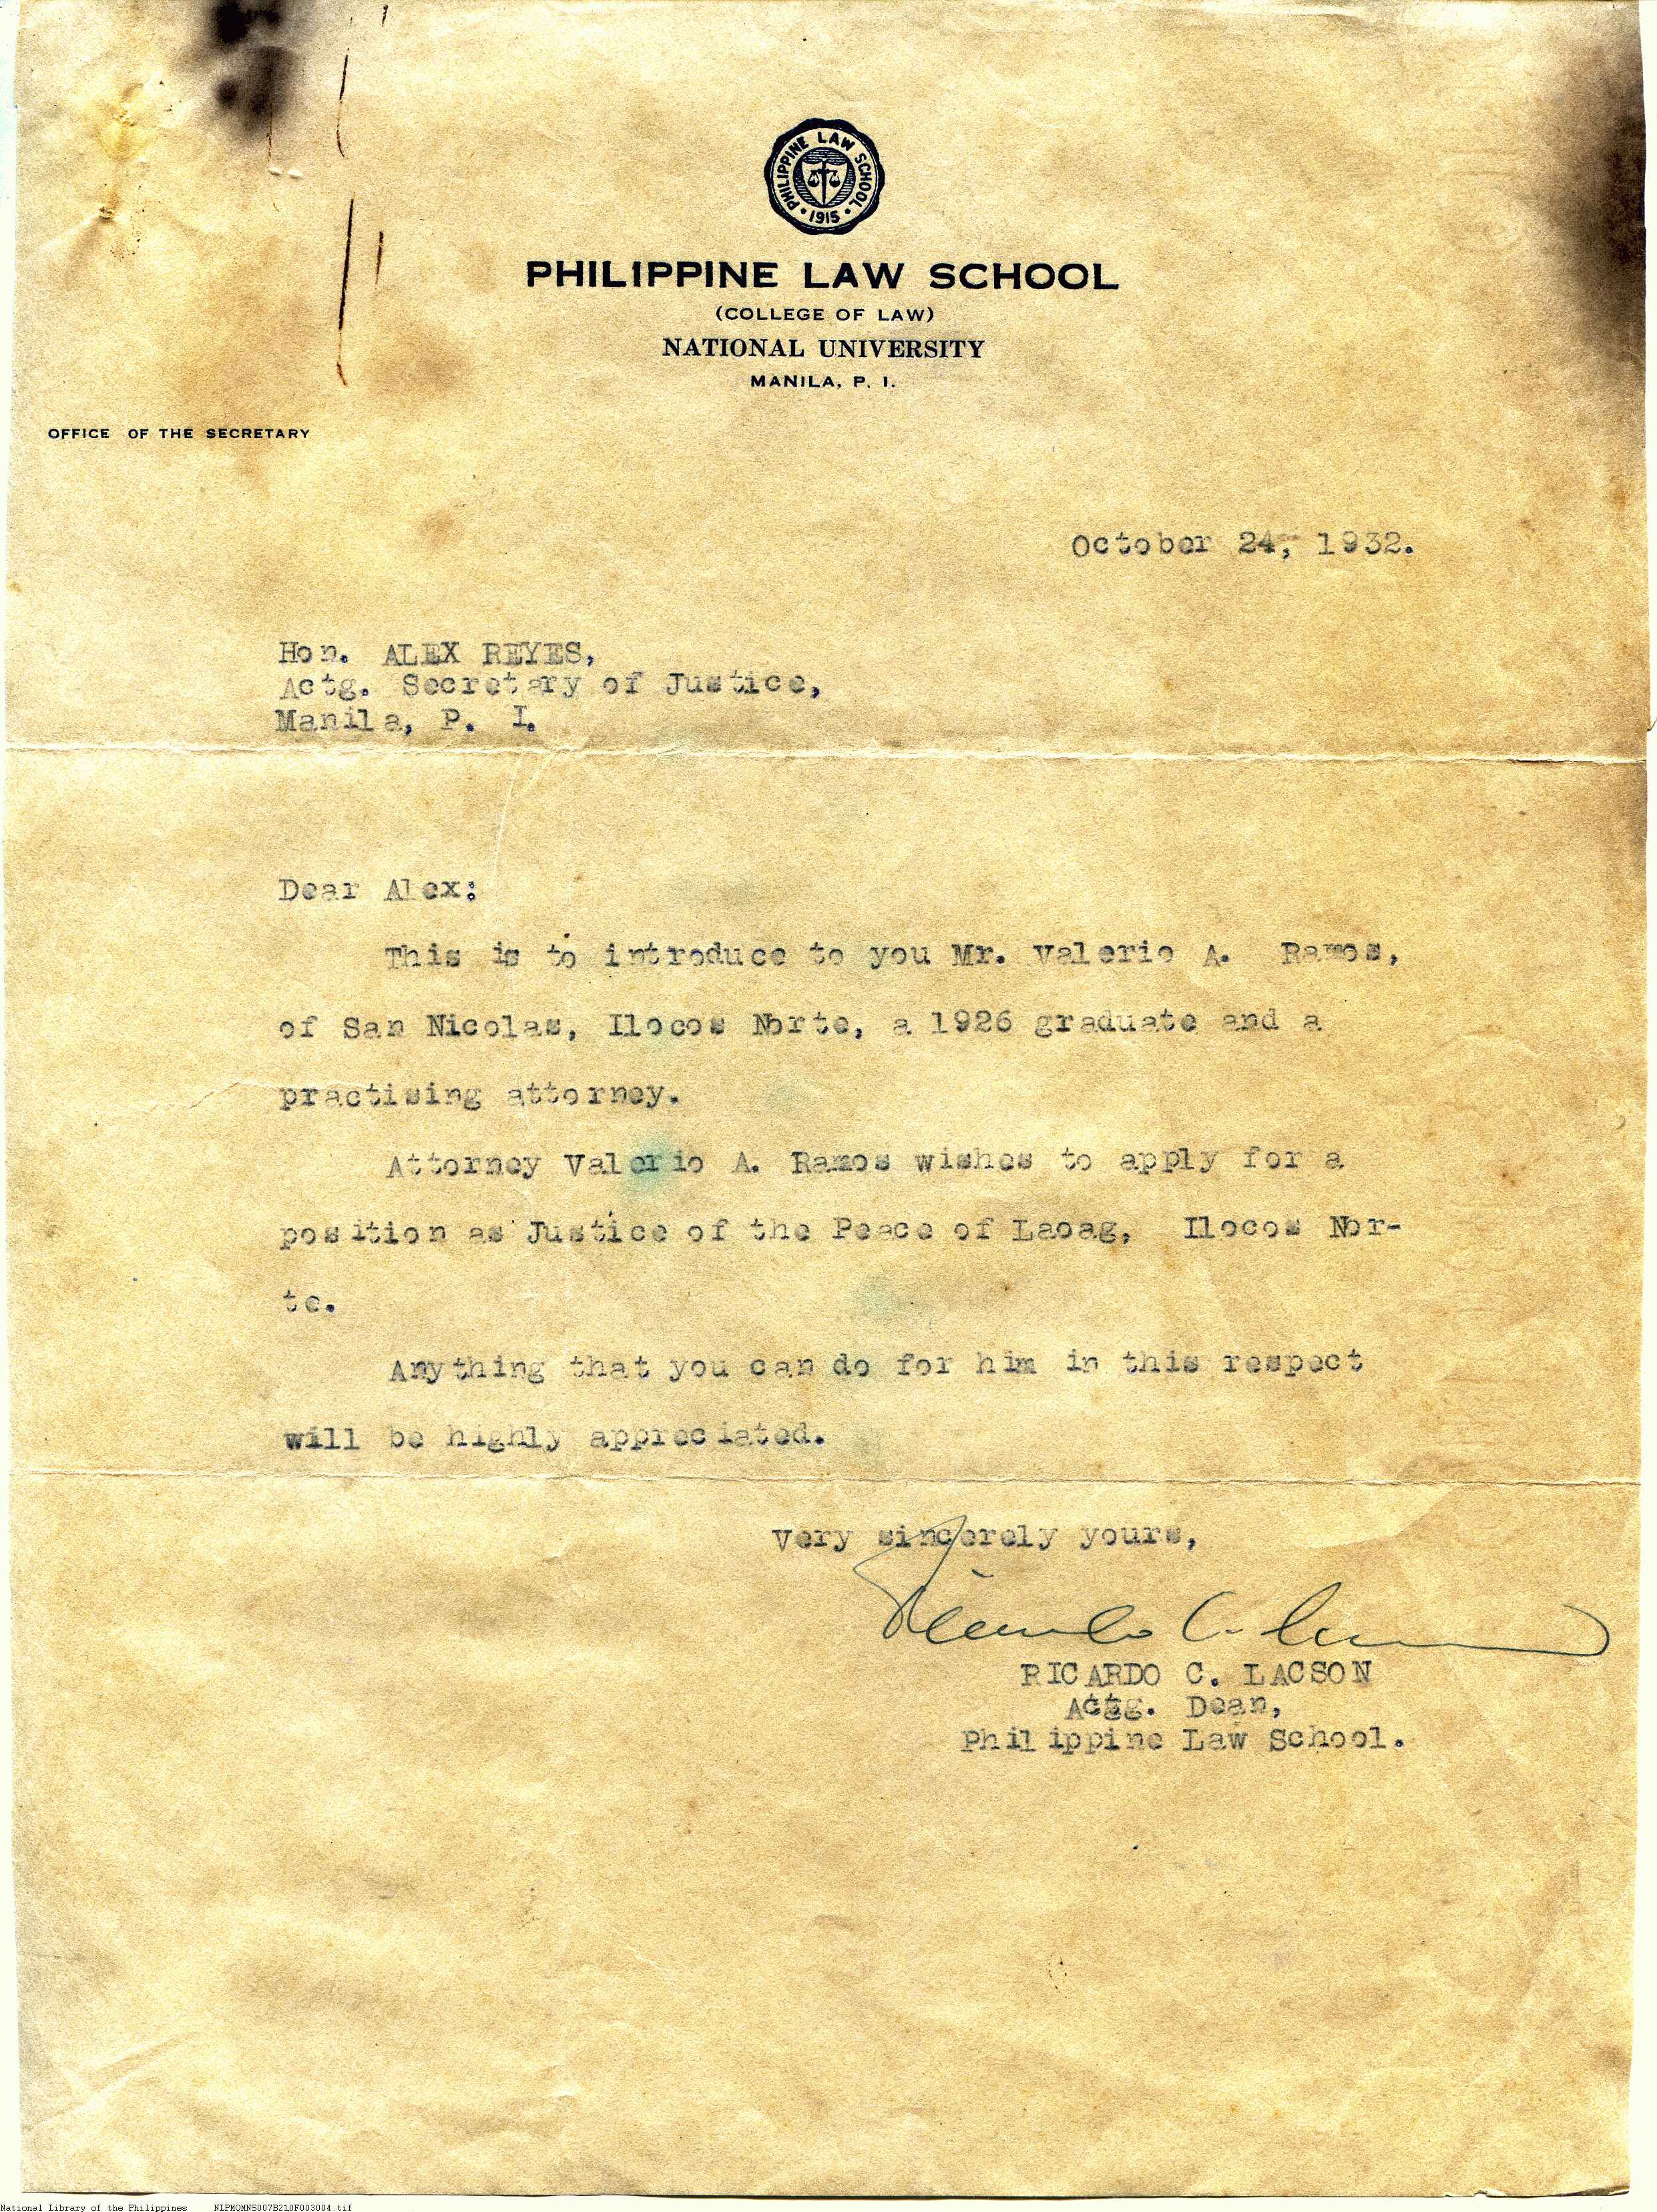 PHILIPPINE LAW SCHOOL
• 1915 •
PHILIPPINE LAW SCHOOL
(COLLEGE OF LAW)
NATIONAL UNIVERSITY
MANILA, P. I.
OFFICE OF THE SECRETARY
October 24, 1932.
Hon. ALEX REYES,
Actg. Secretary of Justice,
Manila, P. I.
Dear Alex:
This is to introduce to you Mr. Valerio A. Ramos,
of San Nicolas, Ilocos Norte, a 1926 graduate and a
practising attorney.
Attorney Valerio A. Ramos wishes to apply for a
position as Justice of the Peace of Laoag, Ilocos Nor-
te.
Anything that you can do for him in this respect
will be highly appreciated.
Very sincerely yours,
Ricardo C. Lacson
RICARDO C. LACSON
Actg. Dean,
Philippine Law School.
National Library of the Philippines NLPMQMNS007B210F003004.tif